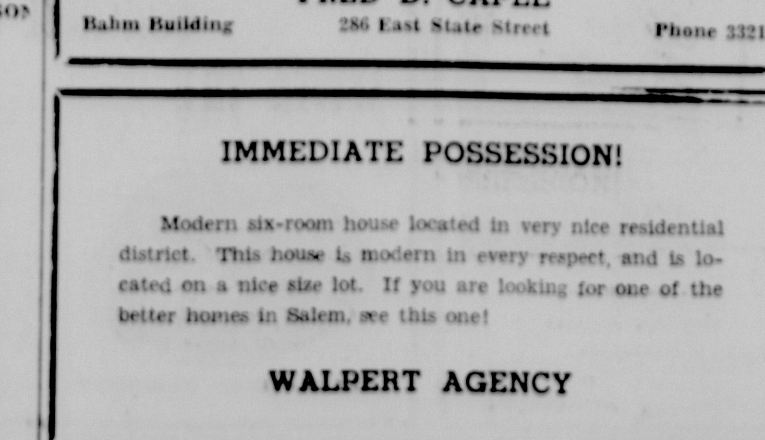 Bahm Building 286 East State Street Phone 3321
IMMEDIATE POSSESSION!
Modern six-room house located in very nice residential
district. This house is modern in every respect, and is lo-
cated on a nice size lot. If you are looking for one of the
better homes in Salem, see this one!
WALPERT AGENCY